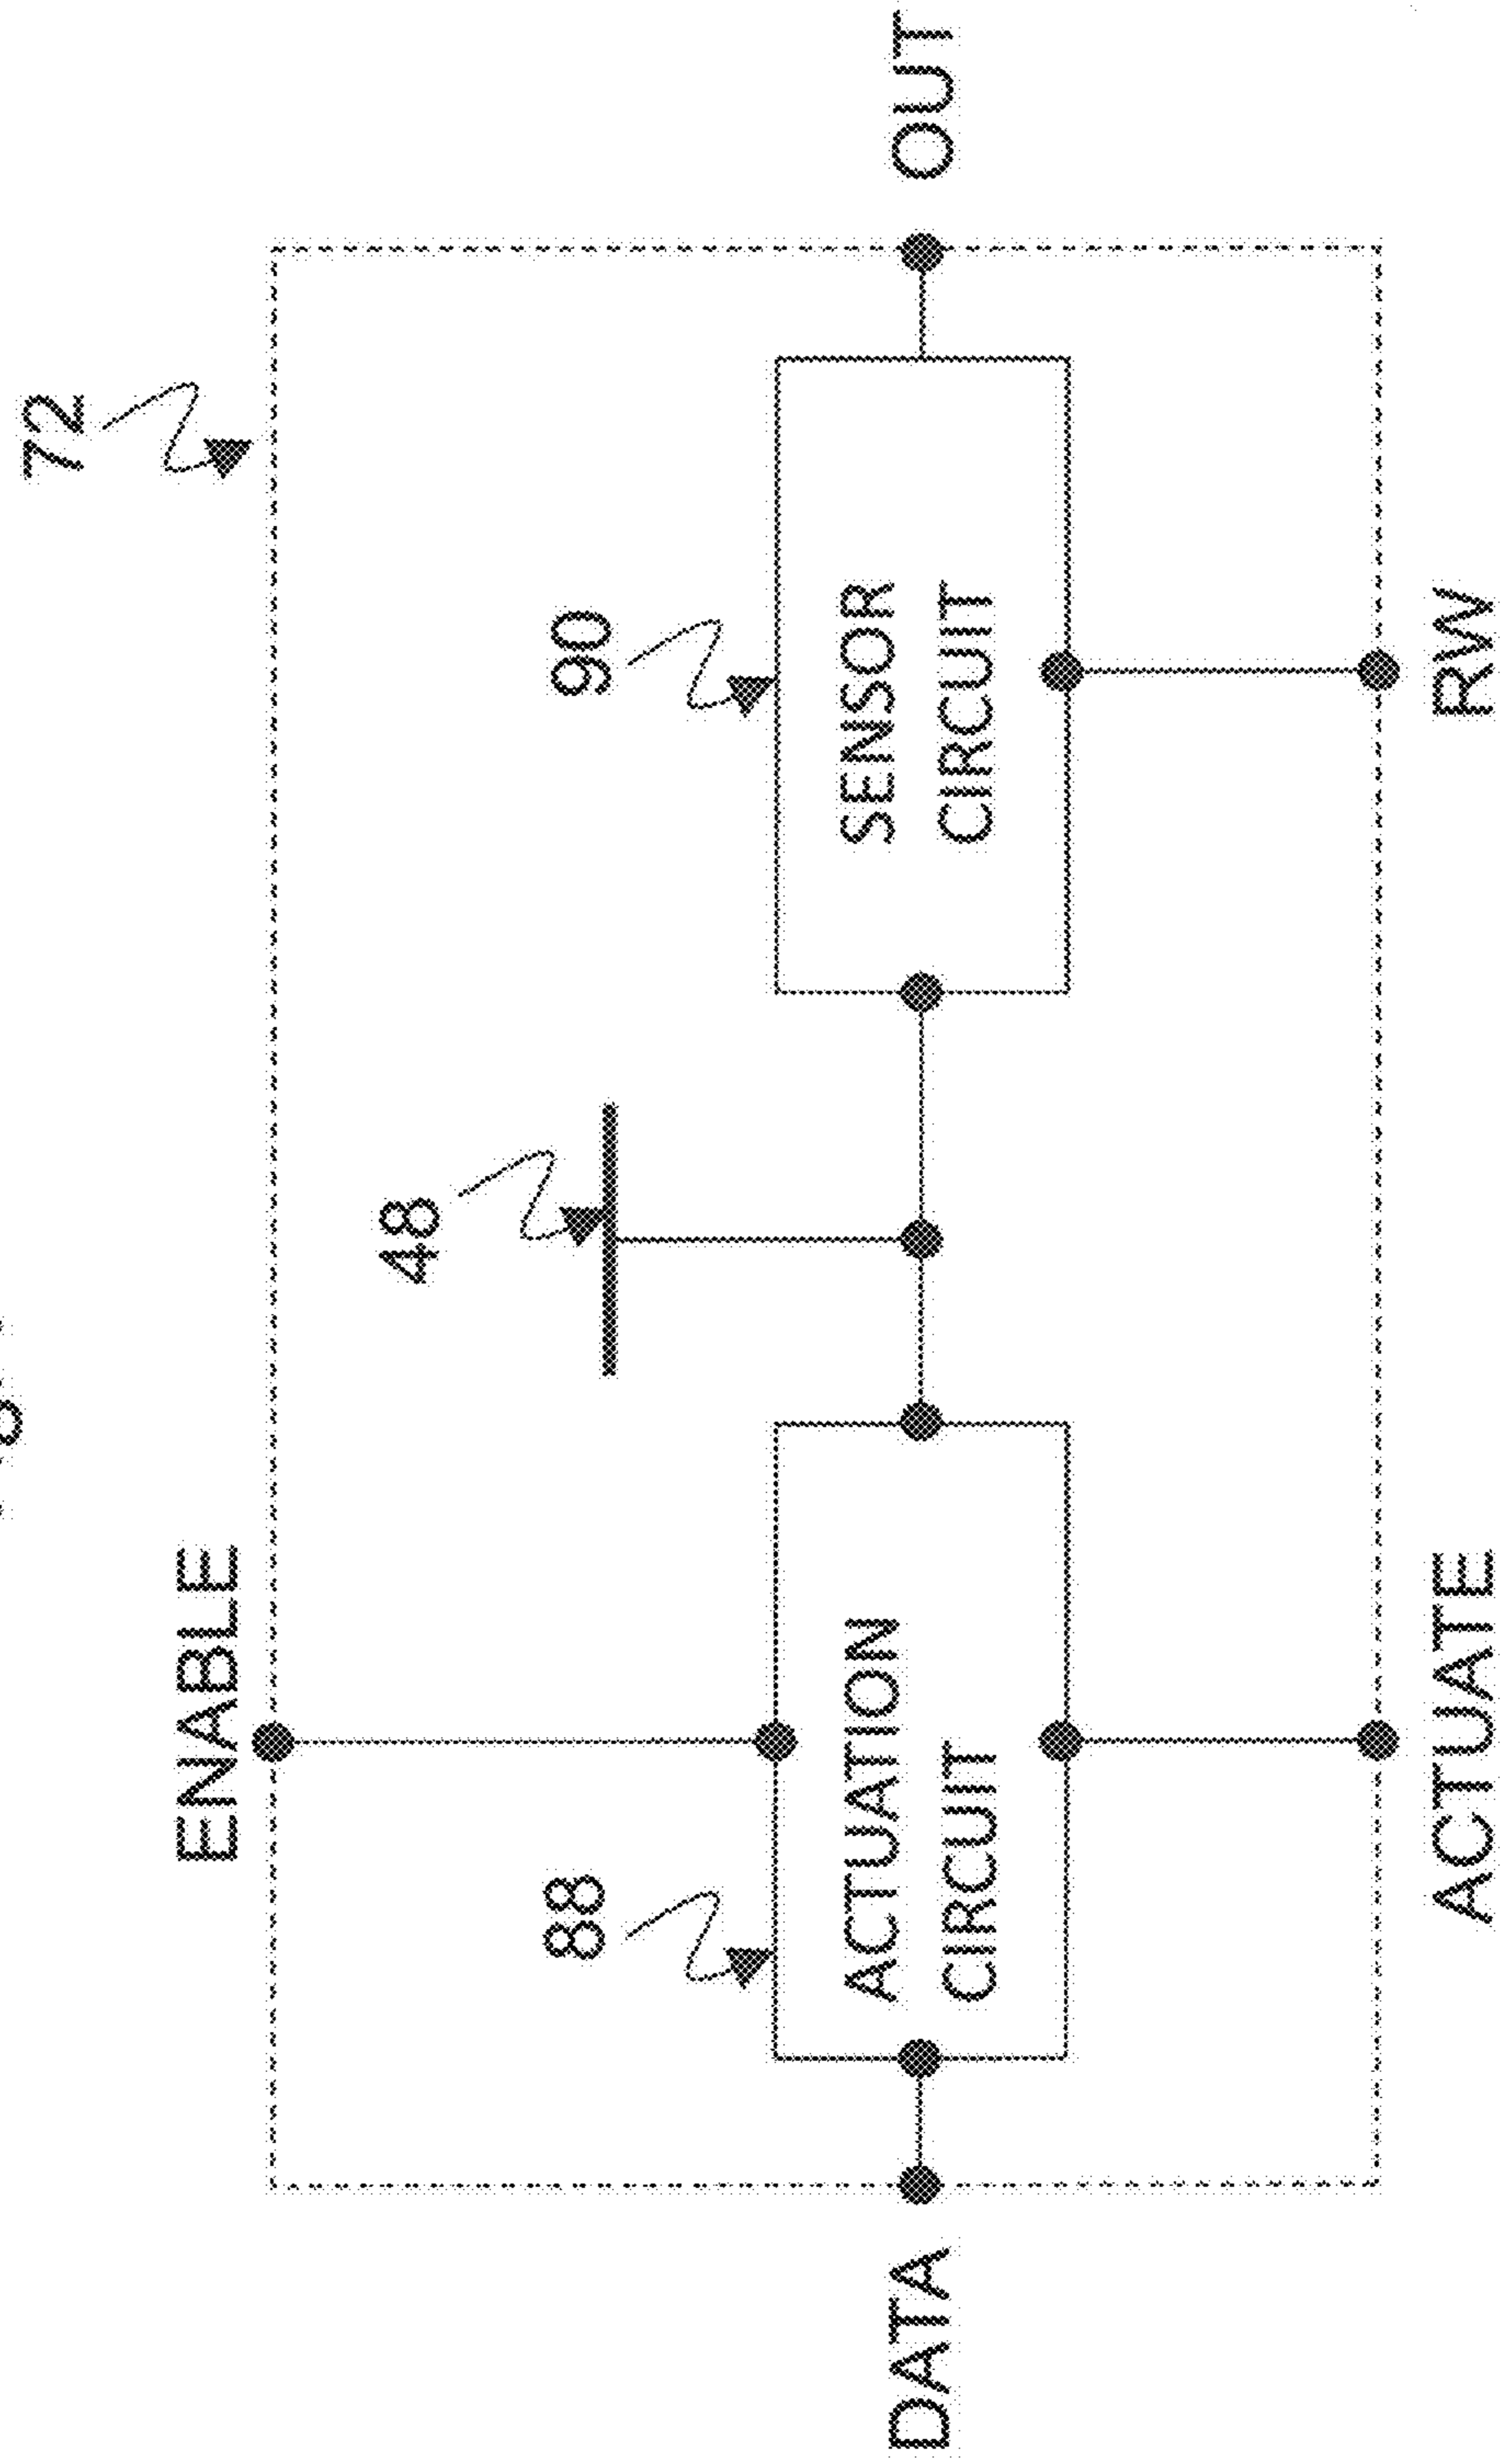 72
ENABLE
48
88
90
ACTUATION
CIRCUIT
SENSOR
CIRCUIT
DATA
OUT
ACTUATE
RW